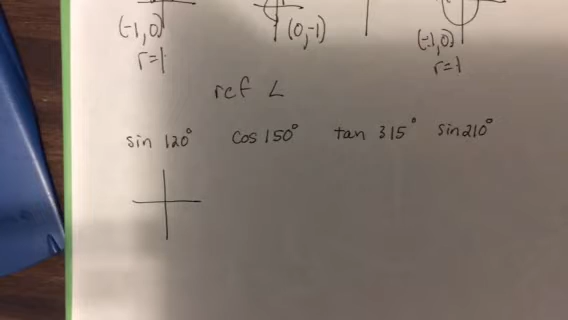 (-1,0) (0,-1) (-1,0)
r=1 r=1
ref ∠
sin 120° cos 150° tan 315° sin 210°